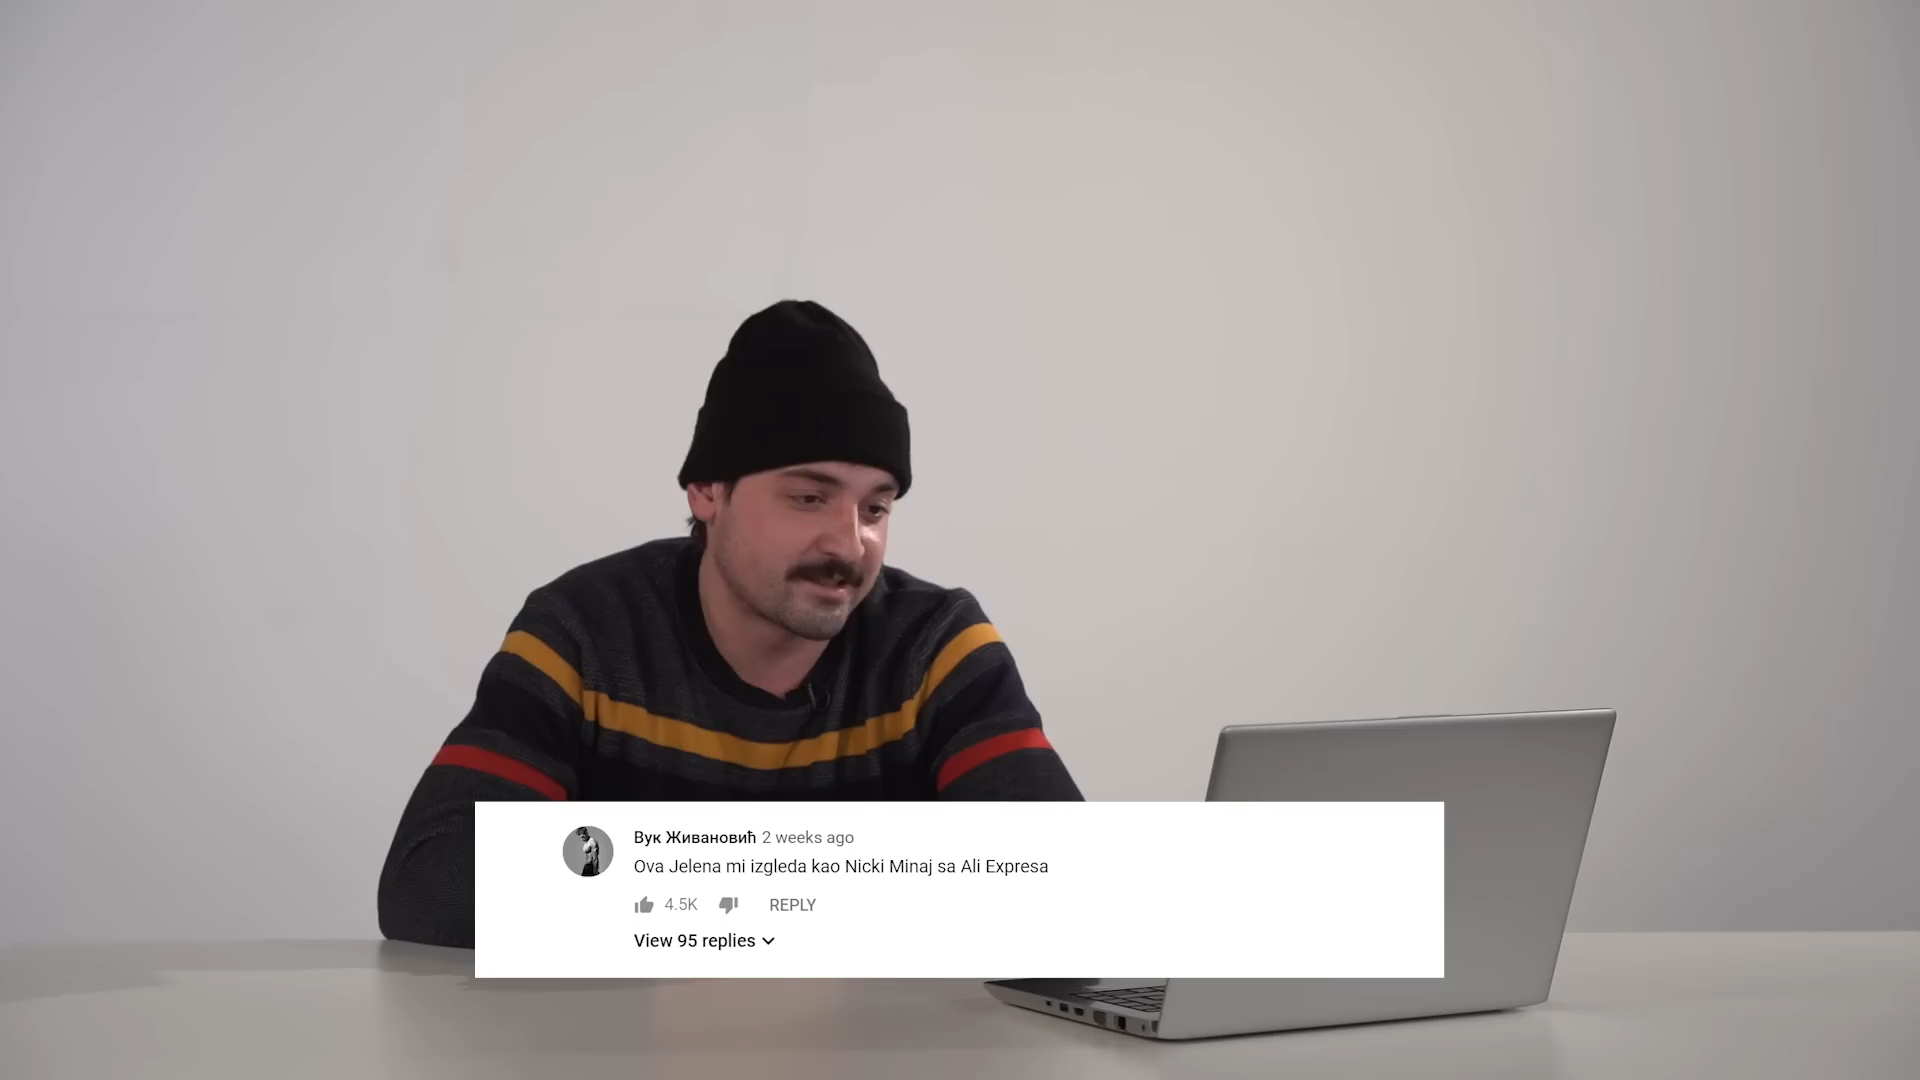 Вук Живановић 2 weeks ago
Ova Jelena mi izgleda kao Nicki Minaj sa Ali Expresa
4.5K REPLY
View 95 replies